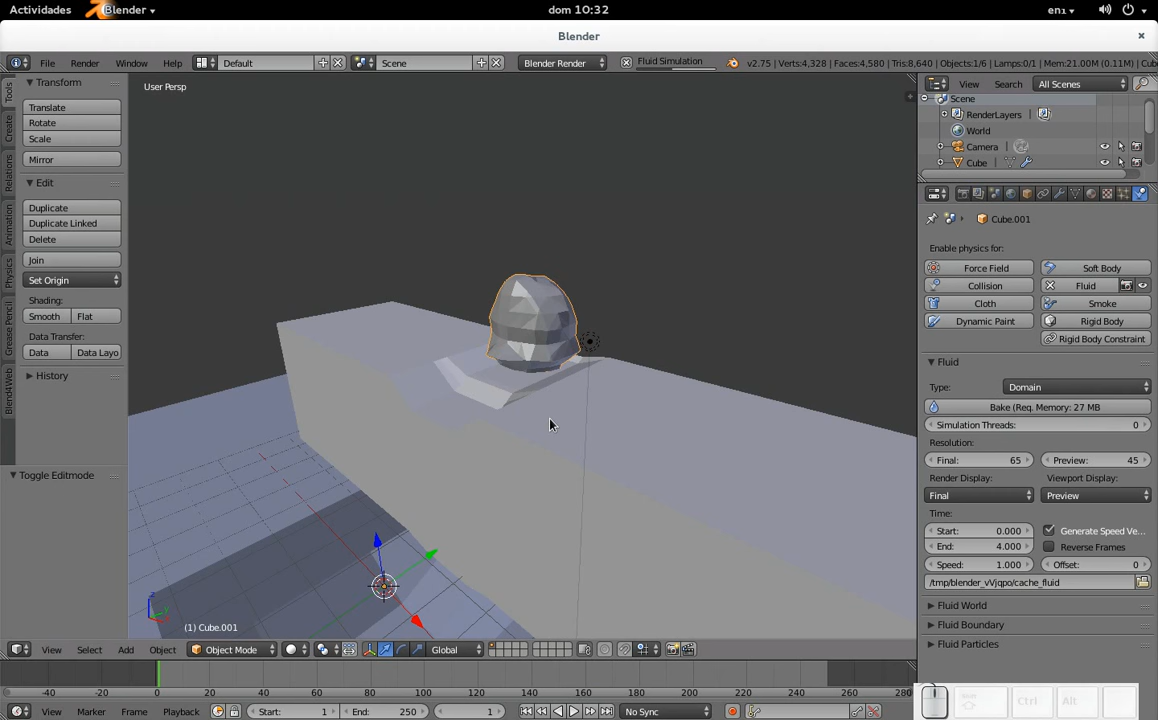 Actividades Blender dom 10:32 en1
Blender
File Render Window Help Default Scene Blender Render Fluid Simulation v2.75 | Verts:4,328 | Faces:4,580 | Tris:8,640 | Objects:1/6 | Lamps:0/1 | Mem:21.00M (0.11M) | Cub
Tools
Create
Relations
Animation
Physics
Grease Pencil
Blend4Web
Transform
Translate
Rotate
Scale
Mirror
Edit
Duplicate
Duplicate Linked
Delete
Join
Set Origin
Shading:
Smooth Flat
Data Transfer:
Data Data Layo
History
Toggle Editmode
User Persp
(1) Cube.001
View Select Add Object Object Mode Global
-40 -20 0 20 40 60 80 100 120 140 160 180 200 220 240 260 280
View Marker Frame Playback Start: 1 End: 250 1 No Sync
View Search All Scenes
Scene
RenderLayers
World
Camera
Cube
Cube.001
Enable physics for:
Force Field Soft Body
Collision Fluid
Cloth Smoke
Dynamic Paint Rigid Body
Rigid Body Constraint
Fluid
Type: Domain
Bake (Req. Memory: 27 MB
Simulation Threads: 0
Resolution:
Final: 65 Preview: 45
Render Display: Viewport Display:
Final Preview
Time:
Start: 0.000 Generate Speed Ve...
End: 4.000 Reverse Frames
Speed: 1.000 Offset: 0
/tmp/blender_vVjqpo/cache_fluid
Fluid World
Fluid Boundary
Fluid Particles
Ctrl Alt